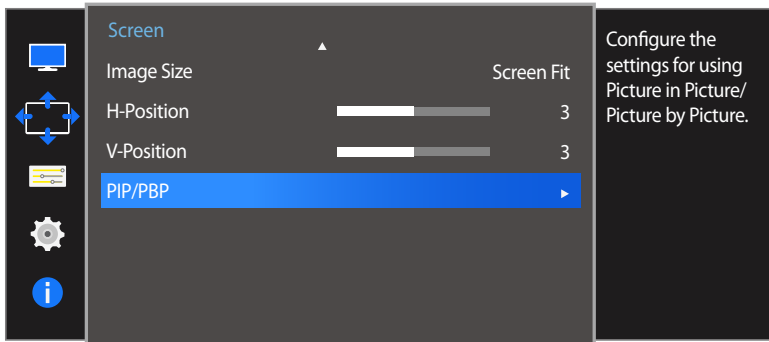 Screen
Image Size Screen Fit
H-Position 3
V-Position 3
PIP/PBP
Configure the
settings for using
Picture in Picture/
Picture by Picture.